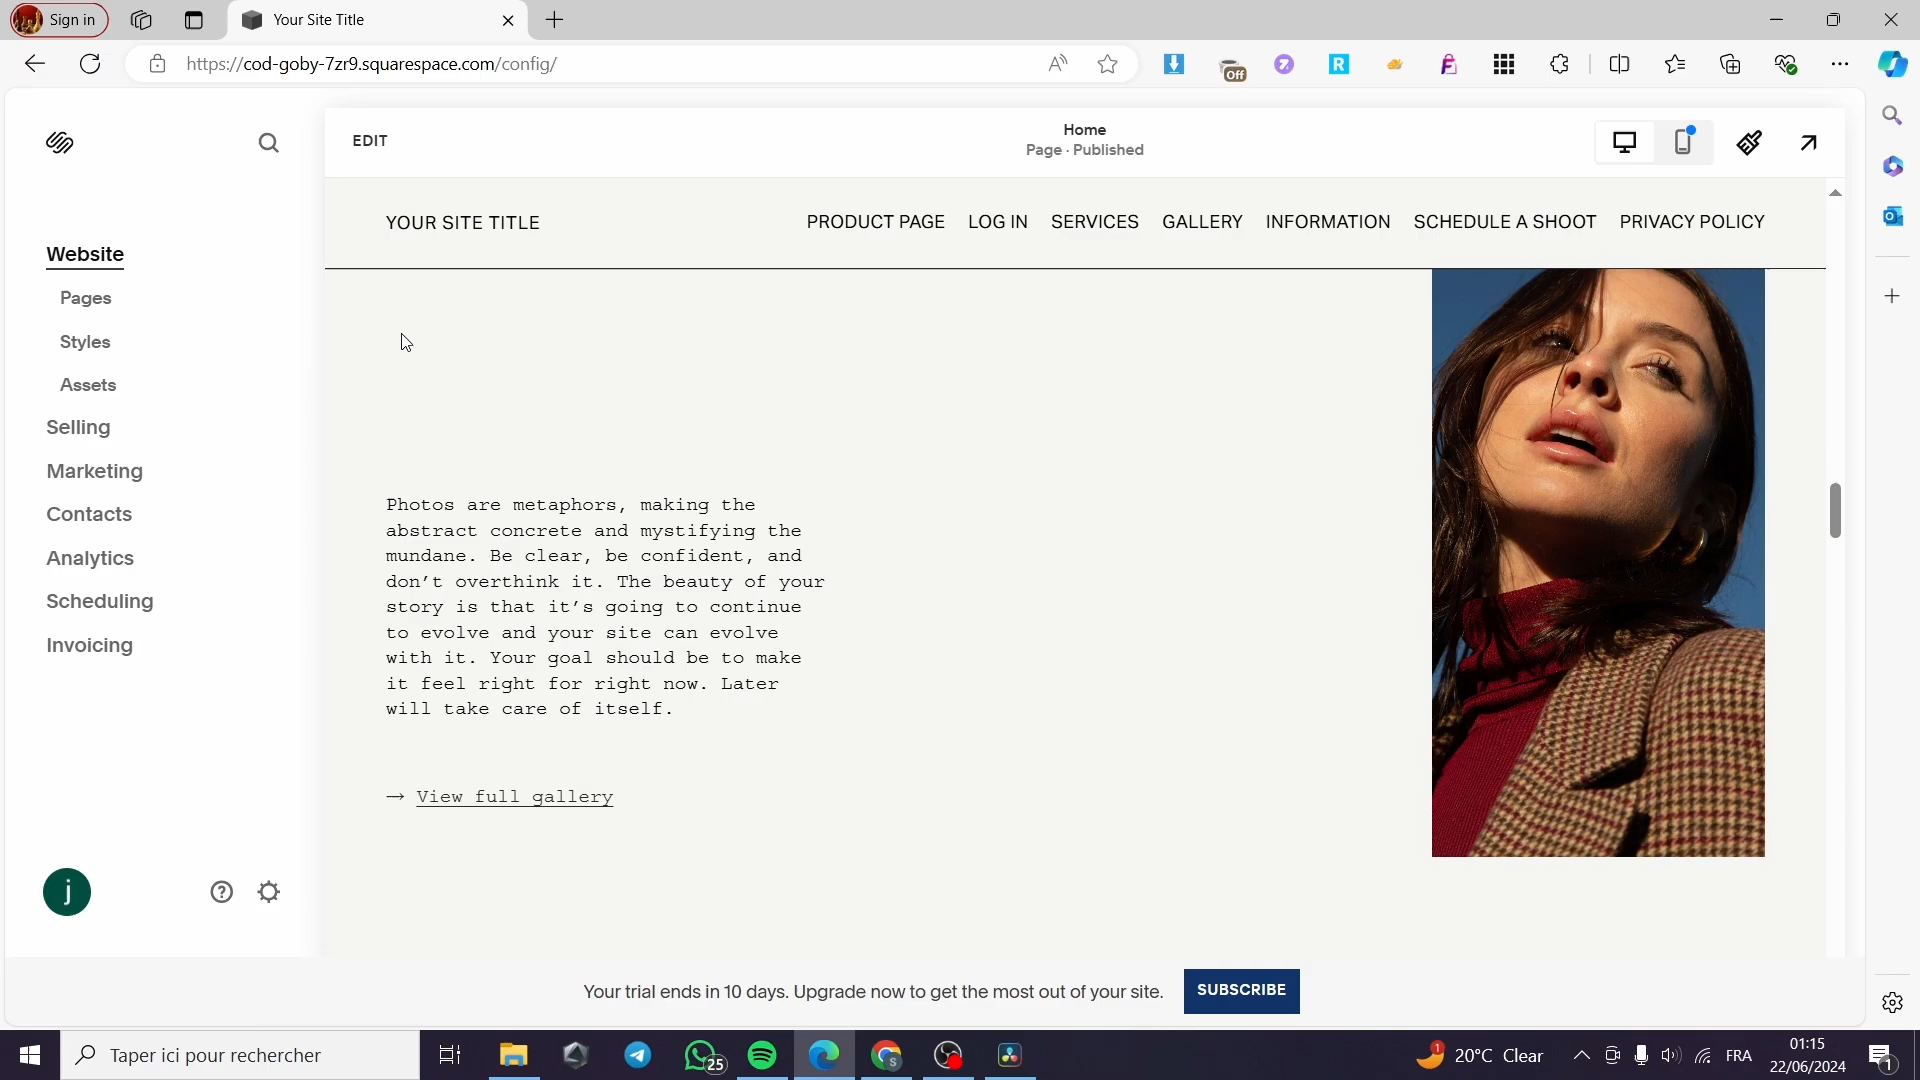 Sign in
Your Site Title
https://cod-goby-7zr9.squarespace.com/config/
Off
EDIT
Home
Page · Published
YOUR SITE TITLE
PRODUCT PAGE LOG IN SERVICES GALLERY INFORMATION SCHEDULE A SHOOT PRIVACY POLICY
Website
Pages
Styles
Assets
Selling
Marketing
Contacts
Analytics
Scheduling
Invoicing
Photos are metaphors, making the
abstract concrete and mystifying the
mundane. Be clear, be confident, and
don’t overthink it. The beauty of your
story is that it’s going to continue
to evolve and your site can evolve
with it. Your goal should be to make
it feel right for right now. Later
will take care of itself.
→ View full gallery
j
Your trial ends in 10 days. Upgrade now to get the most out of your site.
SUBSCRIBE
Taper ici pour rechercher
25
1
20°C Clear
FRA
01:15
22/06/2024
1